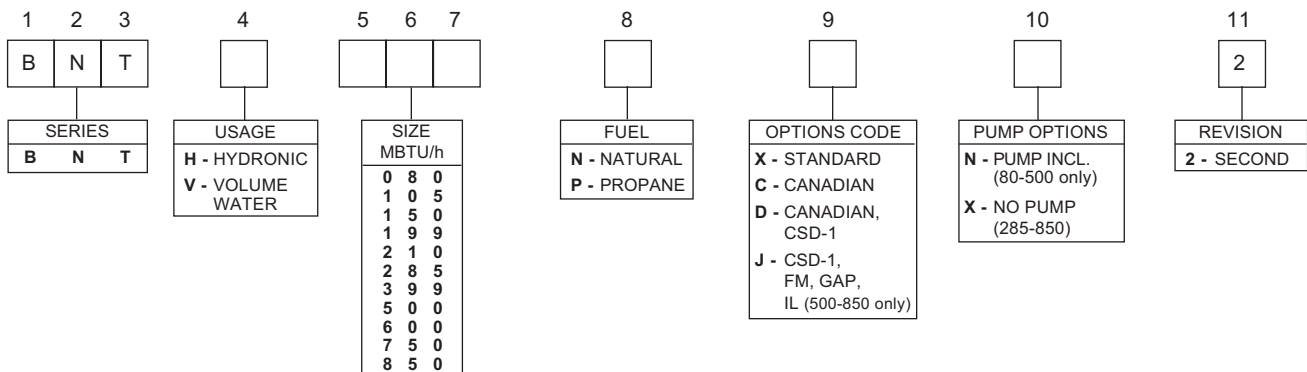 1 2 3 4 5 6 7 8 9 10 11
B N T 2
SERIES
B N T
USAGE
H - HYDRONIC
V - VOLUME
WATER
SIZE
MBTU/h
0 8 0
1 0 5
1 5 0
1 9 9
2 1 0
2 8 5
3 9 9
5 0 0
6 0 0
7 5 0
8 5 0
FUEL
N - NATURAL
P - PROPANE
OPTIONS CODE
X - STANDARD
C - CANADIAN
D - CANADIAN,
CSD-1
J - CSD-1,
FM, GAP,
IL (500-850 only)
PUMP OPTIONS
N - PUMP INCL.
(80-500 only)
X - NO PUMP
(285-850)
REVISION
2 - SECOND